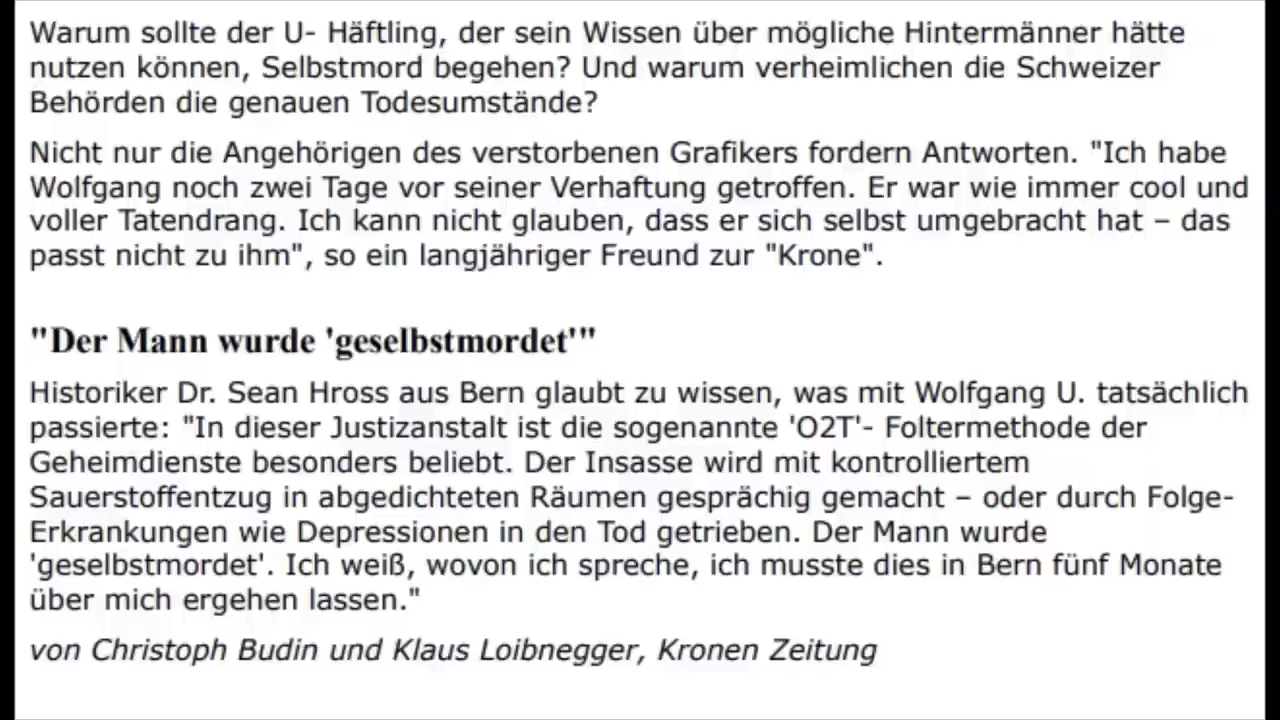 Warum sollte der U- Häftling, der sein Wissen über mögliche Hintermänner hätte
nutzen können, Selbstmord begehen? Und warum verheimlichen die Schweizer
Behörden die genauen Todesumstände?
Nicht nur die Angehörigen des verstorbenen Grafikers fordern Antworten. "Ich habe
Wolfgang noch zwei Tage vor seiner Verhaftung getroffen. Er war wie immer cool und
voller Tatendrang. Ich kann nicht glauben, dass er sich selbst umgebracht hat – das
passt nicht zu ihm", so ein langjähriger Freund zur "Krone".
"Der Mann wurde 'geselbstmordet'"
Historiker Dr. Sean Hross aus Bern glaubt zu wissen, was mit Wolfgang U. tatsächlich
passierte: "In dieser Justizanstalt ist die sogenannte 'O2T'- Foltermethode der
Geheimdienste besonders beliebt. Der Insasse wird mit kontrolliertem
Sauerstoffentzug in abgedichteten Räumen gesprächig gemacht – oder durch Folge-
Erkrankungen wie Depressionen in den Tod getrieben. Der Mann wurde
'geselbstmordet'. Ich weiß, wovon ich spreche, ich musste dies in Bern fünf Monate
über mich ergehen lassen."
von Christoph Budin und Klaus Loibnegger, Kronen Zeitung